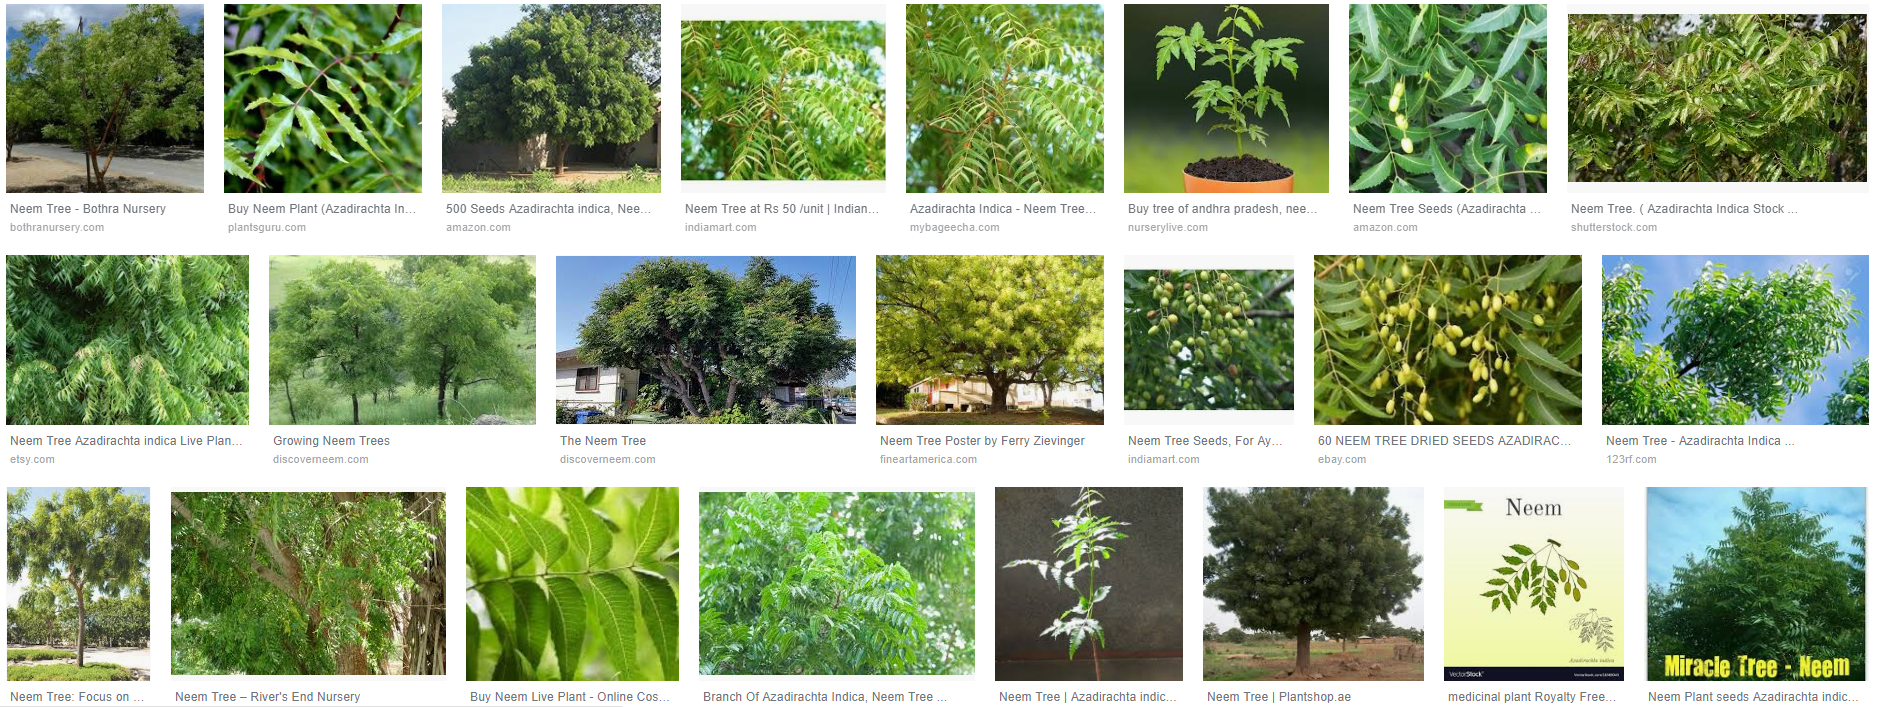 Neem Tree - Bothra Nursery
bothranursery.com
Buy Neem Plant (Azadirachta In...
plantsguru.com
500 Seeds Azadirachta indica, Nee...
amazon.com
Neem Tree at Rs 50 /unit | Indian...
indiamart.com
Azadirachta Indica - Neem Tree...
mybageecha.com
Buy tree of andhra pradesh, nee...
nurserylive.com
Neem Tree Seeds (Azadirachta ...
amazon.com
Neem Tree. ( Azadirachta Indica Stock ...
shutterstock.com
Neem Tree Azadirachta indica Live Plan...
etsy.com
Growing Neem Trees
discoverneem.com
The Neem Tree
discoverneem.com
Neem Tree Poster by Ferry Zievinger
fineartamerica.com
Neem Tree Seeds, For Ay...
indiamart.com
60 NEEM TREE DRIED SEEDS AZADIRAC...
ebay.com
Neem Tree - Azadirachta Indica ...
123rf.com
Neem
Azadirachta indica
VectorStock
Miracle Tree - Neem
Neem Tree: Focus on ...
Neem Tree – River's End Nursery
Buy Neem Live Plant - Online Cos...
Branch Of Azadirachta Indica, Neem Tree ...
Neem Tree | Azadirachta indic...
Neem Tree | Plantshop.ae
medicinal plant Royalty Free...
Neem Plant seeds Azadirachta indic...